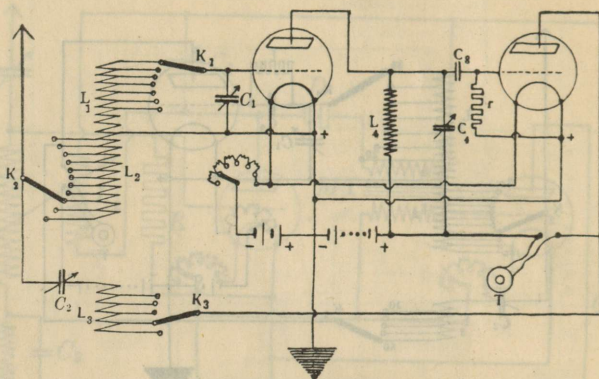 K₁
C₈
L₁
C₁
L₄
C₄
r
+
+
K₂
L₂
- + - +
C₂
L₃
K₃
T